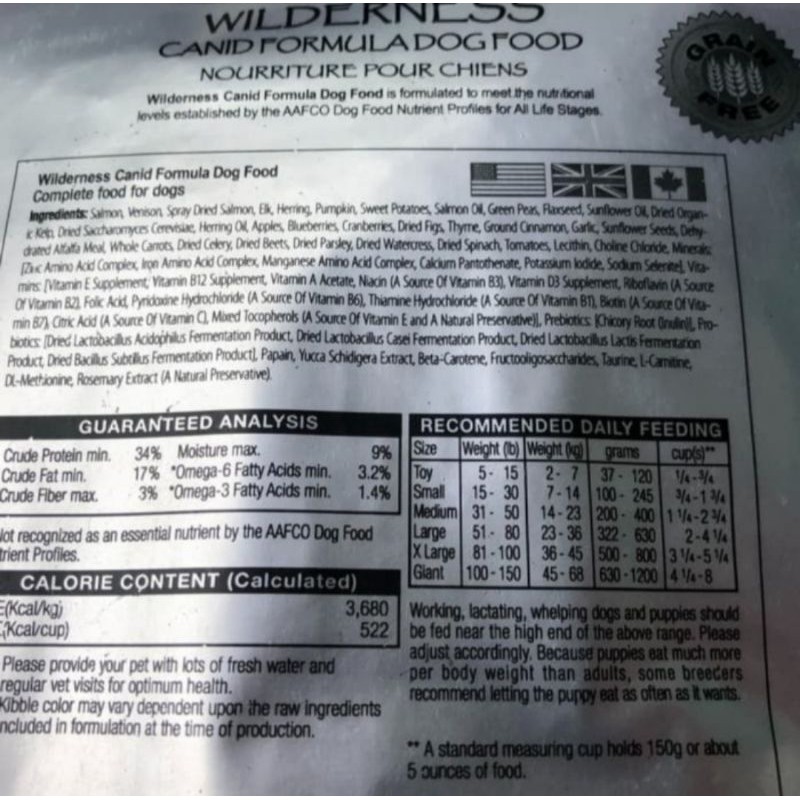 WILDERNESS
CANID FORMULA DOG FOOD
NOURRITURE POUR CHIENS
Wilderness Canid Formula Dog Food is formulated to meet the nutritional
levels established by the AAFCO Dog Food Nutrient Profiles for All Life Stages.
GRAIN
FREE
Wilderness Canid Formula Dog Food
Complete food for dogs
Ingredients: Salmon, Venison, Spray Dried Salmon, Elk, Herring, Pumpkin, Sweet Potatoes, Salmon Oil, Green Peas, Flaxseed, Sunflower Oil, Dried Organ-
ic Kelp, Dried Saccharomyces Cerevisiae, Herring Oil, Apples, Blueberries, Cranberries, Dried Figs, Thyme, Ground Cinnamon, Garlic, Sunflower Seeds, Dehy-
drated Alfalfa Meal, Whole Carrots, Dried Celery, Dried Beets, Dried Parsley, Dried Watercress, Dried Spinach, Tomatoes, Lecithin, Choline Chloride, Minerals:
[Zinc Amino Acid Complex, Iron Amino Acid Complex, Manganese Amino Acid Complex, Calcium Pantothenate, Potassium Iodide, Sodium Selenite], Vita-
mins: [Vitamin E Supplement, Vitamin B12 Supplement, Vitamin A Acetate, Niacin (A Source Of Vitamin B3), Vitamin D3 Supplement, Riboflavin (A Source
Of Vitamin B2), Folic Acid, Pyridoxine Hydrochloride (A Source Of Vitamin B6), Thiamine Hydrochloride (A Source Of Vitamin B1), Biotin (A Source Of Vita-
min B7), Citric Acid (A Source Of Vitamin C), Mixed Tocopherols (A Source Of Vitamin E and A Natural Preservative)], Prebiotics: [Chicory Root (Inulin)], Pro-
biotics: [Dried Lactobacillus Acidophilus Fermentation Product, Dried Lactobacillus Casei Fermentation Product, Dried Lactobacillus Lactis Fermentation
Product, Dried Bacillus Subtilus Fermentation Product], Papain, Yucca Schidigera Extract, Beta-Carotene, Fructooligosaccharides, Taurine, L-Carnitine,
DL-Methionine, Rosemary Extract (A Natural Preservative).
GUARANTEED ANALYSIS
Crude Protein min. 34% Moisture max. 9%
Crude Fat min. 17% *Omega-6 Fatty Acids min. 3.2%
Crude Fiber max. 3% *Omega-3 Fatty Acids min. 1.4%
ot recognized as an essential nutrient by the AAFCO Dog Food
trient Profiles.
CALORIE CONTENT (Calculated)
E(Kcal/kg) 3,680
(Kcal/cup) 522
Please provide your pet with lots of fresh water and
regular vet visits for optimum health.
Kibble color may vary dependent upon the raw ingredients
ncluded in formulation at the time of production.
RECOMMENDED DAILY FEEDING
Size Weight (lb) Weight (kg) grams cup(s)**
Toy 5 - 15 2 - 7 37 - 120 1/4 - 3/4
Small 15 - 30 7 - 14 100 - 245 3/4 - 1 3/4
Medium 31 - 50 14 - 23 200 - 400 1 1/4 - 2 3/4
Large 51 - 80 23 - 36 322 - 630 2 - 4 1/4
X Large 81 - 100 36 - 45 500 - 800 3 1/4 - 5 1/4
Giant 100 - 150 45 - 68 630 - 1200 4 1/4 - 8
Working, lactating, whelping dogs and puppies should
be fed near the high end of the above range. Please
adjust accordingly. Because puppies eat much more
per body weight than adults, some breeders
recommend letting the puppy eat as often as it wants.
** A standard measuring cup holds 150g or about
5 ounces of food.